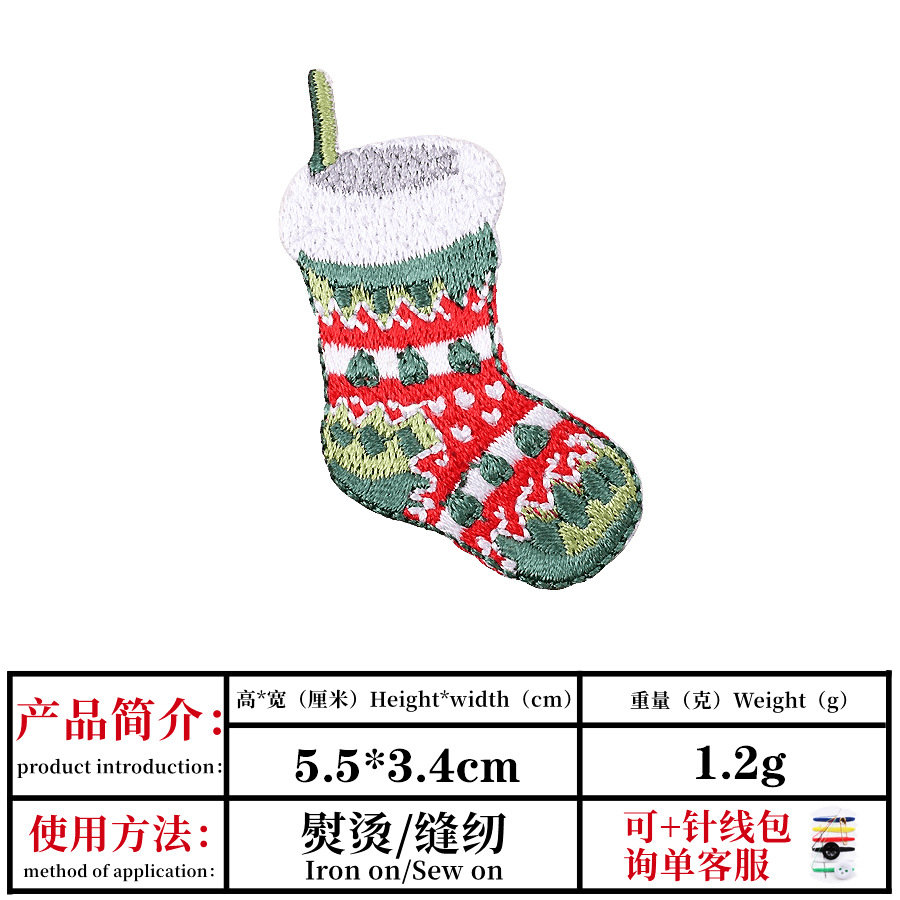 产品简介:
product introduction:
高*宽（厘米）Height*width（cm）
重量（克）Weight（g）
5.5*3.4cm
1.2g
使用方法:
method of application:
熨烫/缝纫
Iron on/Sew on
可+针线包
询单客服